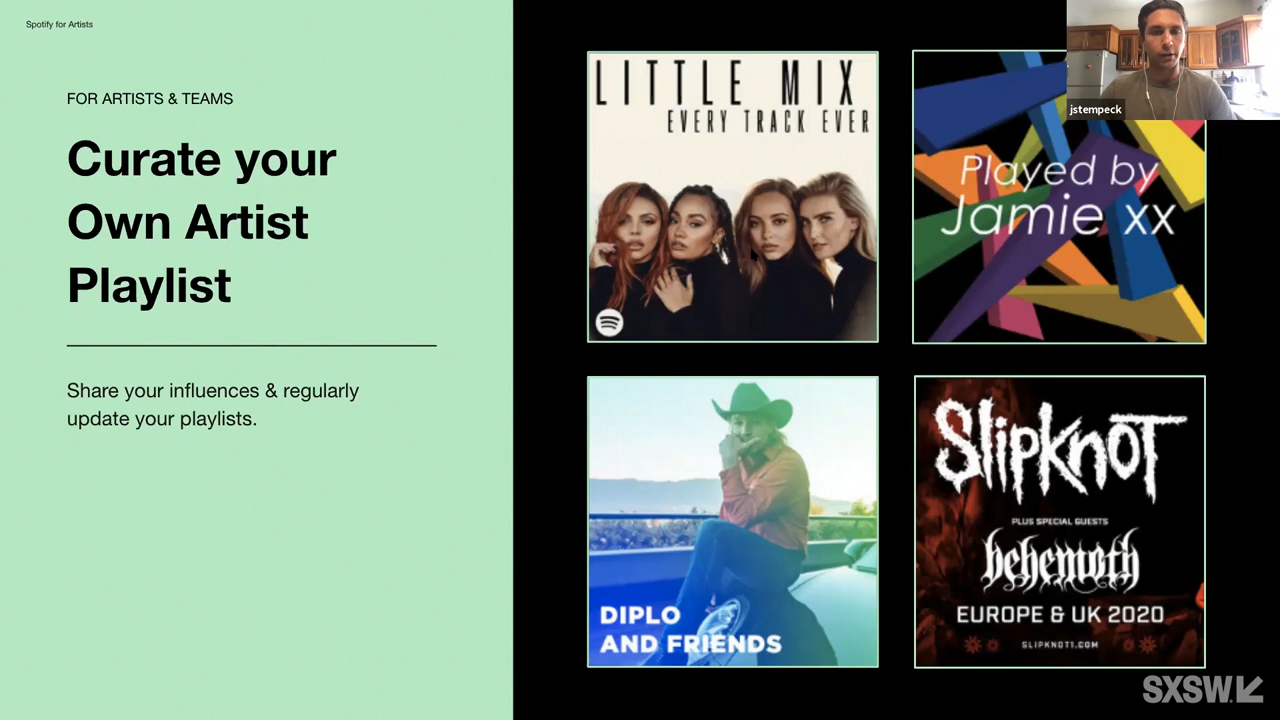 Spotify for Artists
FOR ARTISTS & TEAMS
Curate your
Own Artist
Playlist
Share your influences & regularly
update your playlists.
LITTLE MIX
EVERY TRACK EVER
Played by
Jamie xx
jstempeck
DIPLO
AND FRIENDS
SlipknoT
PLUS SPECIAL GUESTS
behemoth
EUROPE & UK 2020
SLIPKNOT1.COM
SXSW.